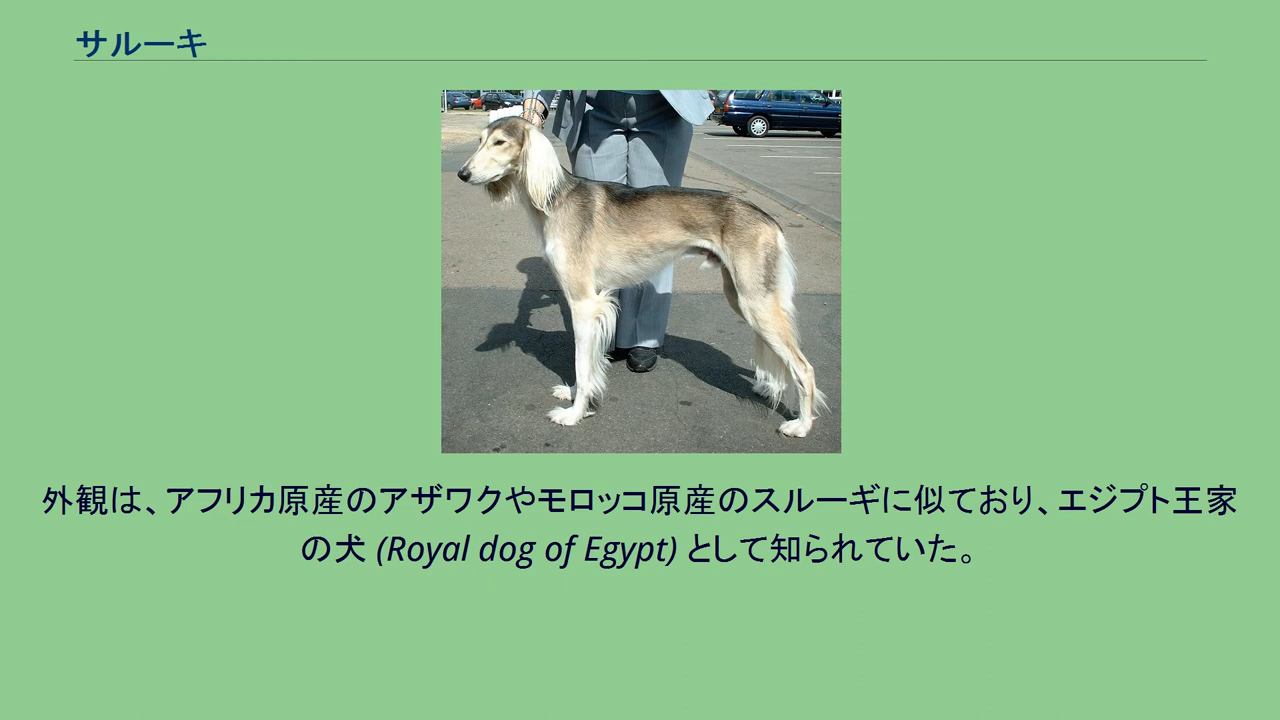 サルーキ
外観は、アフリカ原産のアザワクやモロッコ原産のスルーギに似ており、エジプト王家
の犬 (Royal dog of Egypt) として知られていた。